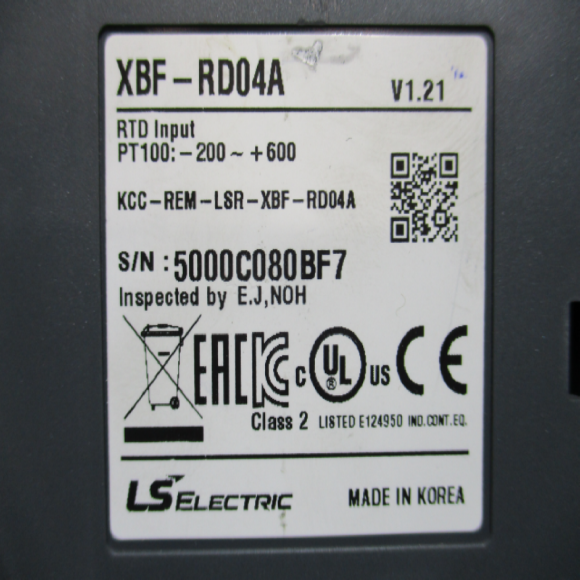 XBF-RD04A
V1.21
RTD Input
PT100:-200 ~ +600
KCC-REM-LSR-XBF-RD04A
S/N : 5000C080BF7
Inspected by E.J,NOH
EAC KC C UL ® US CE
Class 2 LISTED E124950 IND.CONT.EQ.
LS ELECTRIC
MADE IN KOREA